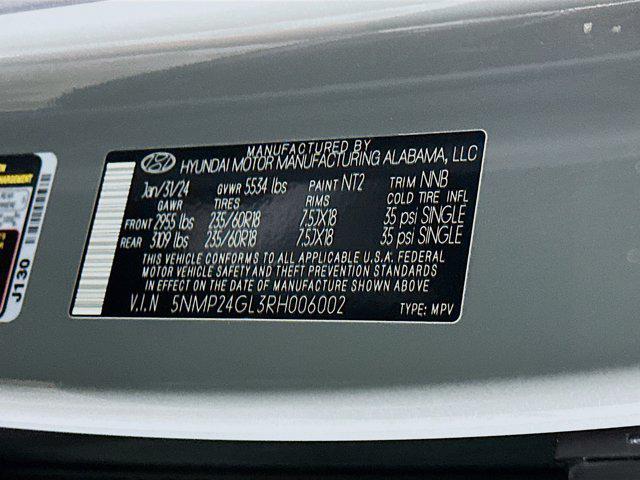 MANUFACTURED BY
HYUNDAI MOTOR MANUFACTURING ALABAMA, LLC
Jan/31/24 GVWR 5534 lbs PAINT NT2 TRIM NNB
GAWR TIRES RIMS COLD TIRE INFL
FRONT 2955 lbs 235/60R18 7.5JX18 35 psi SINGLE
REAR 3109 lbs 235/60R18 7.5JX18 35 psi SINGLE
THIS VEHICLE CONFORMS TO ALL APPLICABLE U.S.A. FEDERAL
MOTOR VEHICLE SAFETY AND THEFT PREVENTION STANDARDS
IN EFFECT ON THE DATE OF MANUFACTURE SHOWN ABOVE
V.I.N 5NMP24GL3RH006002 TYPE: MPV
J130